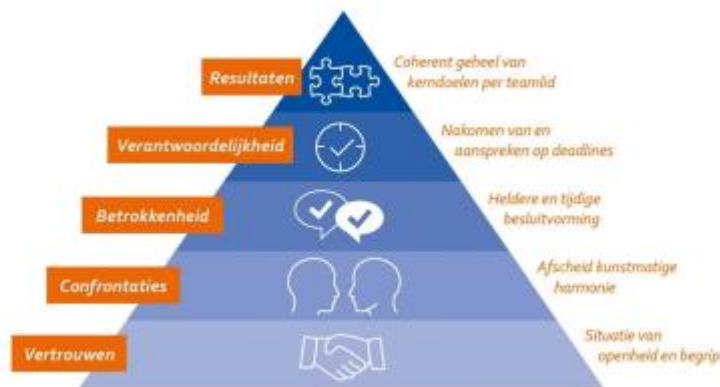 Resultaten
Coherent geheel van
kerndoelen per teamlid
Verantwoordelijkheid
Nakomen van en
aanspreken op deadlines
Betrokkenheid
Heldere en tijdige
besluitvorming
Confrontaties
Afscheid kunstmatige
harmonie
Vertrouwen
Situatie van
openheid en begrip